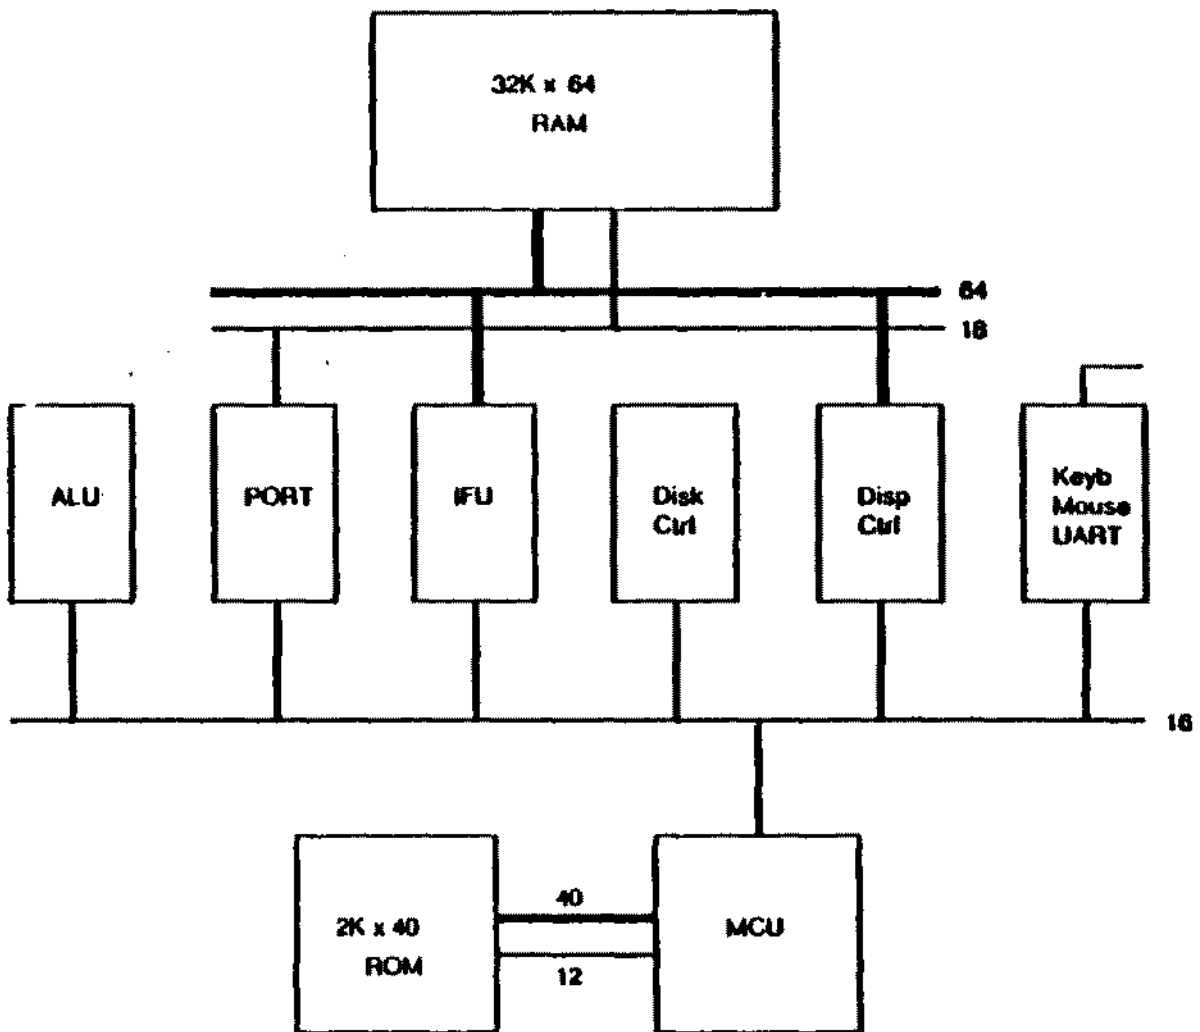 32K x 64
RAM
64
18
ALU
PORT
IFU
Disk
Ctrl
Disp
Ctrl
Keyb
Mouse
UART
16
40
2K x 40
ROM
12
MCU